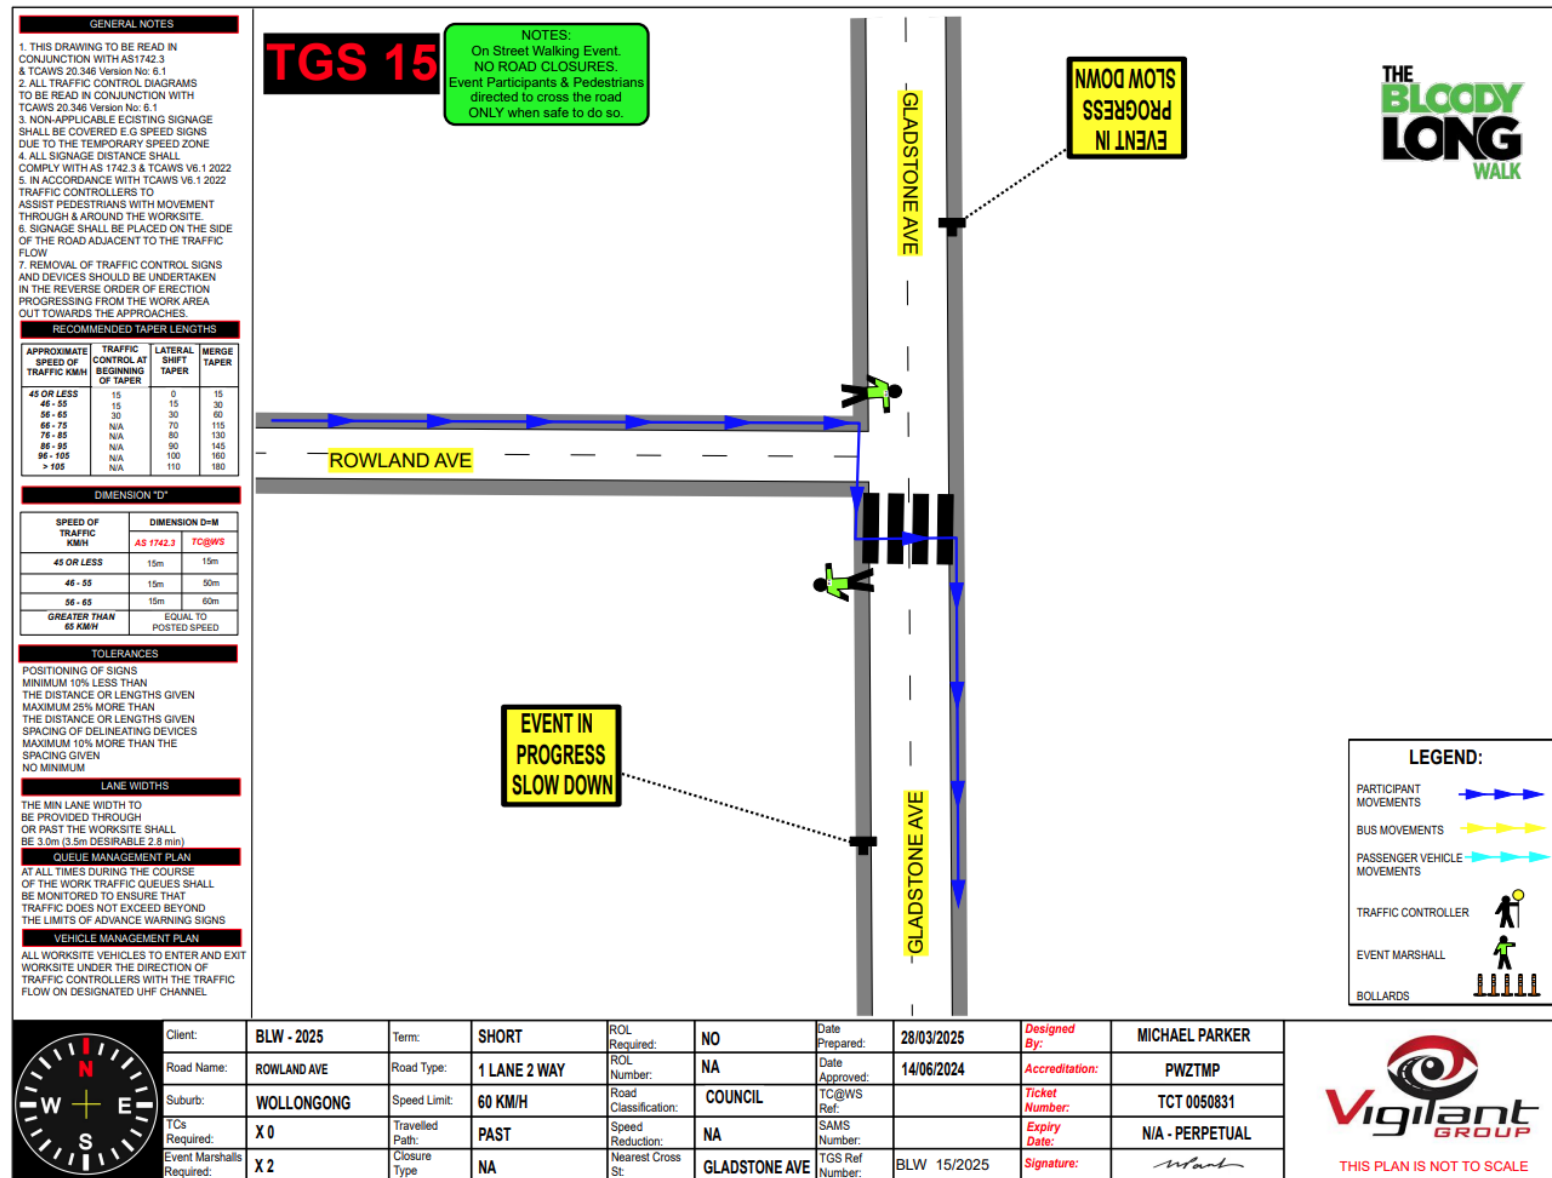 GENERAL NOTES
1. THIS DRAWING TO BE READ IN
CONJUNCTION WITH AS1742.3
& TCAWS 20.346 Version No: 6.1
2. ALL TRAFFIC CONTROL DIAGRAMS
TO BE READ IN CONJUNCTION WITH
TCAWS 20.346 Version No: 6.1
3. NON-APPLICABLE ECISTING SIGNAGE
SHALL BE COVERED E.G SPEED SIGNS
DUE TO THE TEMPORARY SPEED ZONE
4. ALL SIGNAGE DISTANCE SHALL
COMPLY WITH AS 1742.3 & TCAWS V6.1 2022
5. IN ACCORDANCE WITH TCAWS V6.1 2022
TRAFFIC CONTROLLERS TO
ASSIST PEDESTRIANS WITH MOVEMENT
THROUGH & AROUND THE WORKSITE.
6. SIGNAGE SHALL BE PLACED ON THE SIDE
OF THE ROAD ADJACENT TO THE TRAFFIC
FLOW
7. REMOVAL OF TRAFFIC CONTROL SIGNS
AND DEVICES SHOULD BE UNDERTAKEN
IN THE REVERSE ORDER OF ERECTION
PROGRESSING FROM THE WORK AREA
OUT TOWARDS THE APPROACHES.
RECOMMENDED TAPER LENGTHS
APPROXIMATE SPEED OF TRAFFIC KM/H TRAFFIC CONTROL AT BEGINNING OF TAPER LATERAL SHIFT TAPER MERGE TAPER
45 OR LESS 15 0 15
46 - 55 15 15 30
56 - 65 30 30 60
66 - 75 N/A 70 115
76 - 85 N/A 80 130
86 - 95 N/A 90 145
96 - 105 N/A 100 160
> 105 N/A 110 180
DIMENSION "D"
SPEED OF TRAFFIC KM/H DIMENSION D=M
AS 1742.3 TC@WS
45 OR LESS 15m 15m
46 - 55 15m 50m
56 - 65 15m 60m
GREATER THAN 65 KM/H EQUAL TO POSTED SPEED
TOLERANCES
POSITIONING OF SIGNS
MINIMUM 10% LESS THAN
THE DISTANCE OR LENGTHS GIVEN
MAXIMUM 25% MORE THAN
THE DISTANCE OR LENGTHS GIVEN
SPACING OF DELINEATING DEVICES
MAXIMUM 10% MORE THAN THE
SPACING GIVEN
NO MINIMUM
LANE WIDTHS
THE MIN LANE WIDTH TO
BE PROVIDED THROUGH
OR PAST THE WORKSITE SHALL
BE 3.0m (3.5m DESIRABLE 2.8 min)
QUEUE MANAGEMENT PLAN
AT ALL TIMES DURING THE COURSE
OF THE WORK TRAFFIC QUEUES SHALL
BE MONITORED TO ENSURE THAT
TRAFFIC DOES NOT EXCEED BEYOND
THE LIMITS OF ADVANCE WARNING SIGNS
VEHICLE MANAGEMENT PLAN
ALL WORKSITE VEHICLES TO ENTER AND EXIT
WORKSITE UNDER THE DIRECTION OF
TRAFFIC CONTROLLERS WITH THE TRAFFIC
FLOW ON DESIGNATED UHF CHANNEL
TGS 15
NOTES:
On Street Walking Event.
NO ROAD CLOSURES.
Event Participants & Pedestrians
directed to cross the road
ONLY when safe to do so.
GLADSTONE AVE
EVENT IN
PROGRESS
SLOW DOWN
THE
BLOODY
LONG
WALK
ROWLAND AVE
EVENT IN
PROGRESS
SLOW DOWN
GLADSTONE AVE
LEGEND:
PARTICIPANT
MOVEMENTS
BUS MOVEMENTS
PASSENGER VEHICLE
MOVEMENTS
TRAFFIC CONTROLLER
EVENT MARSHALL
BOLLARDS
N
W E
S
Client: BLW - 2025 Term: SHORT ROL Required: NO Date Prepared: 28/03/2025 Designed By: MICHAEL PARKER
Road Name: ROWLAND AVE Road Type: 1 LANE 2 WAY ROL Number: NA Date Approved: 14/06/2024 Accreditation: PWZTMP
Suburb: WOLLONGONG Speed Limit: 60 KM/H Road Classification: COUNCIL TC@WS Ref: Ticket Number: TCT 0050831
TCs Required: X 0 Travelled Path: PAST Speed Reduction: NA SAMS Number: Expiry Date: N/A - PERPETUAL
Event Marshalls Required: X 2 Closure Type NA Nearest Cross St: GLADSTONE AVE TGS Ref Number: BLW 15/2025 Signature:
Vigilant
GROUP
THIS PLAN IS NOT TO SCALE